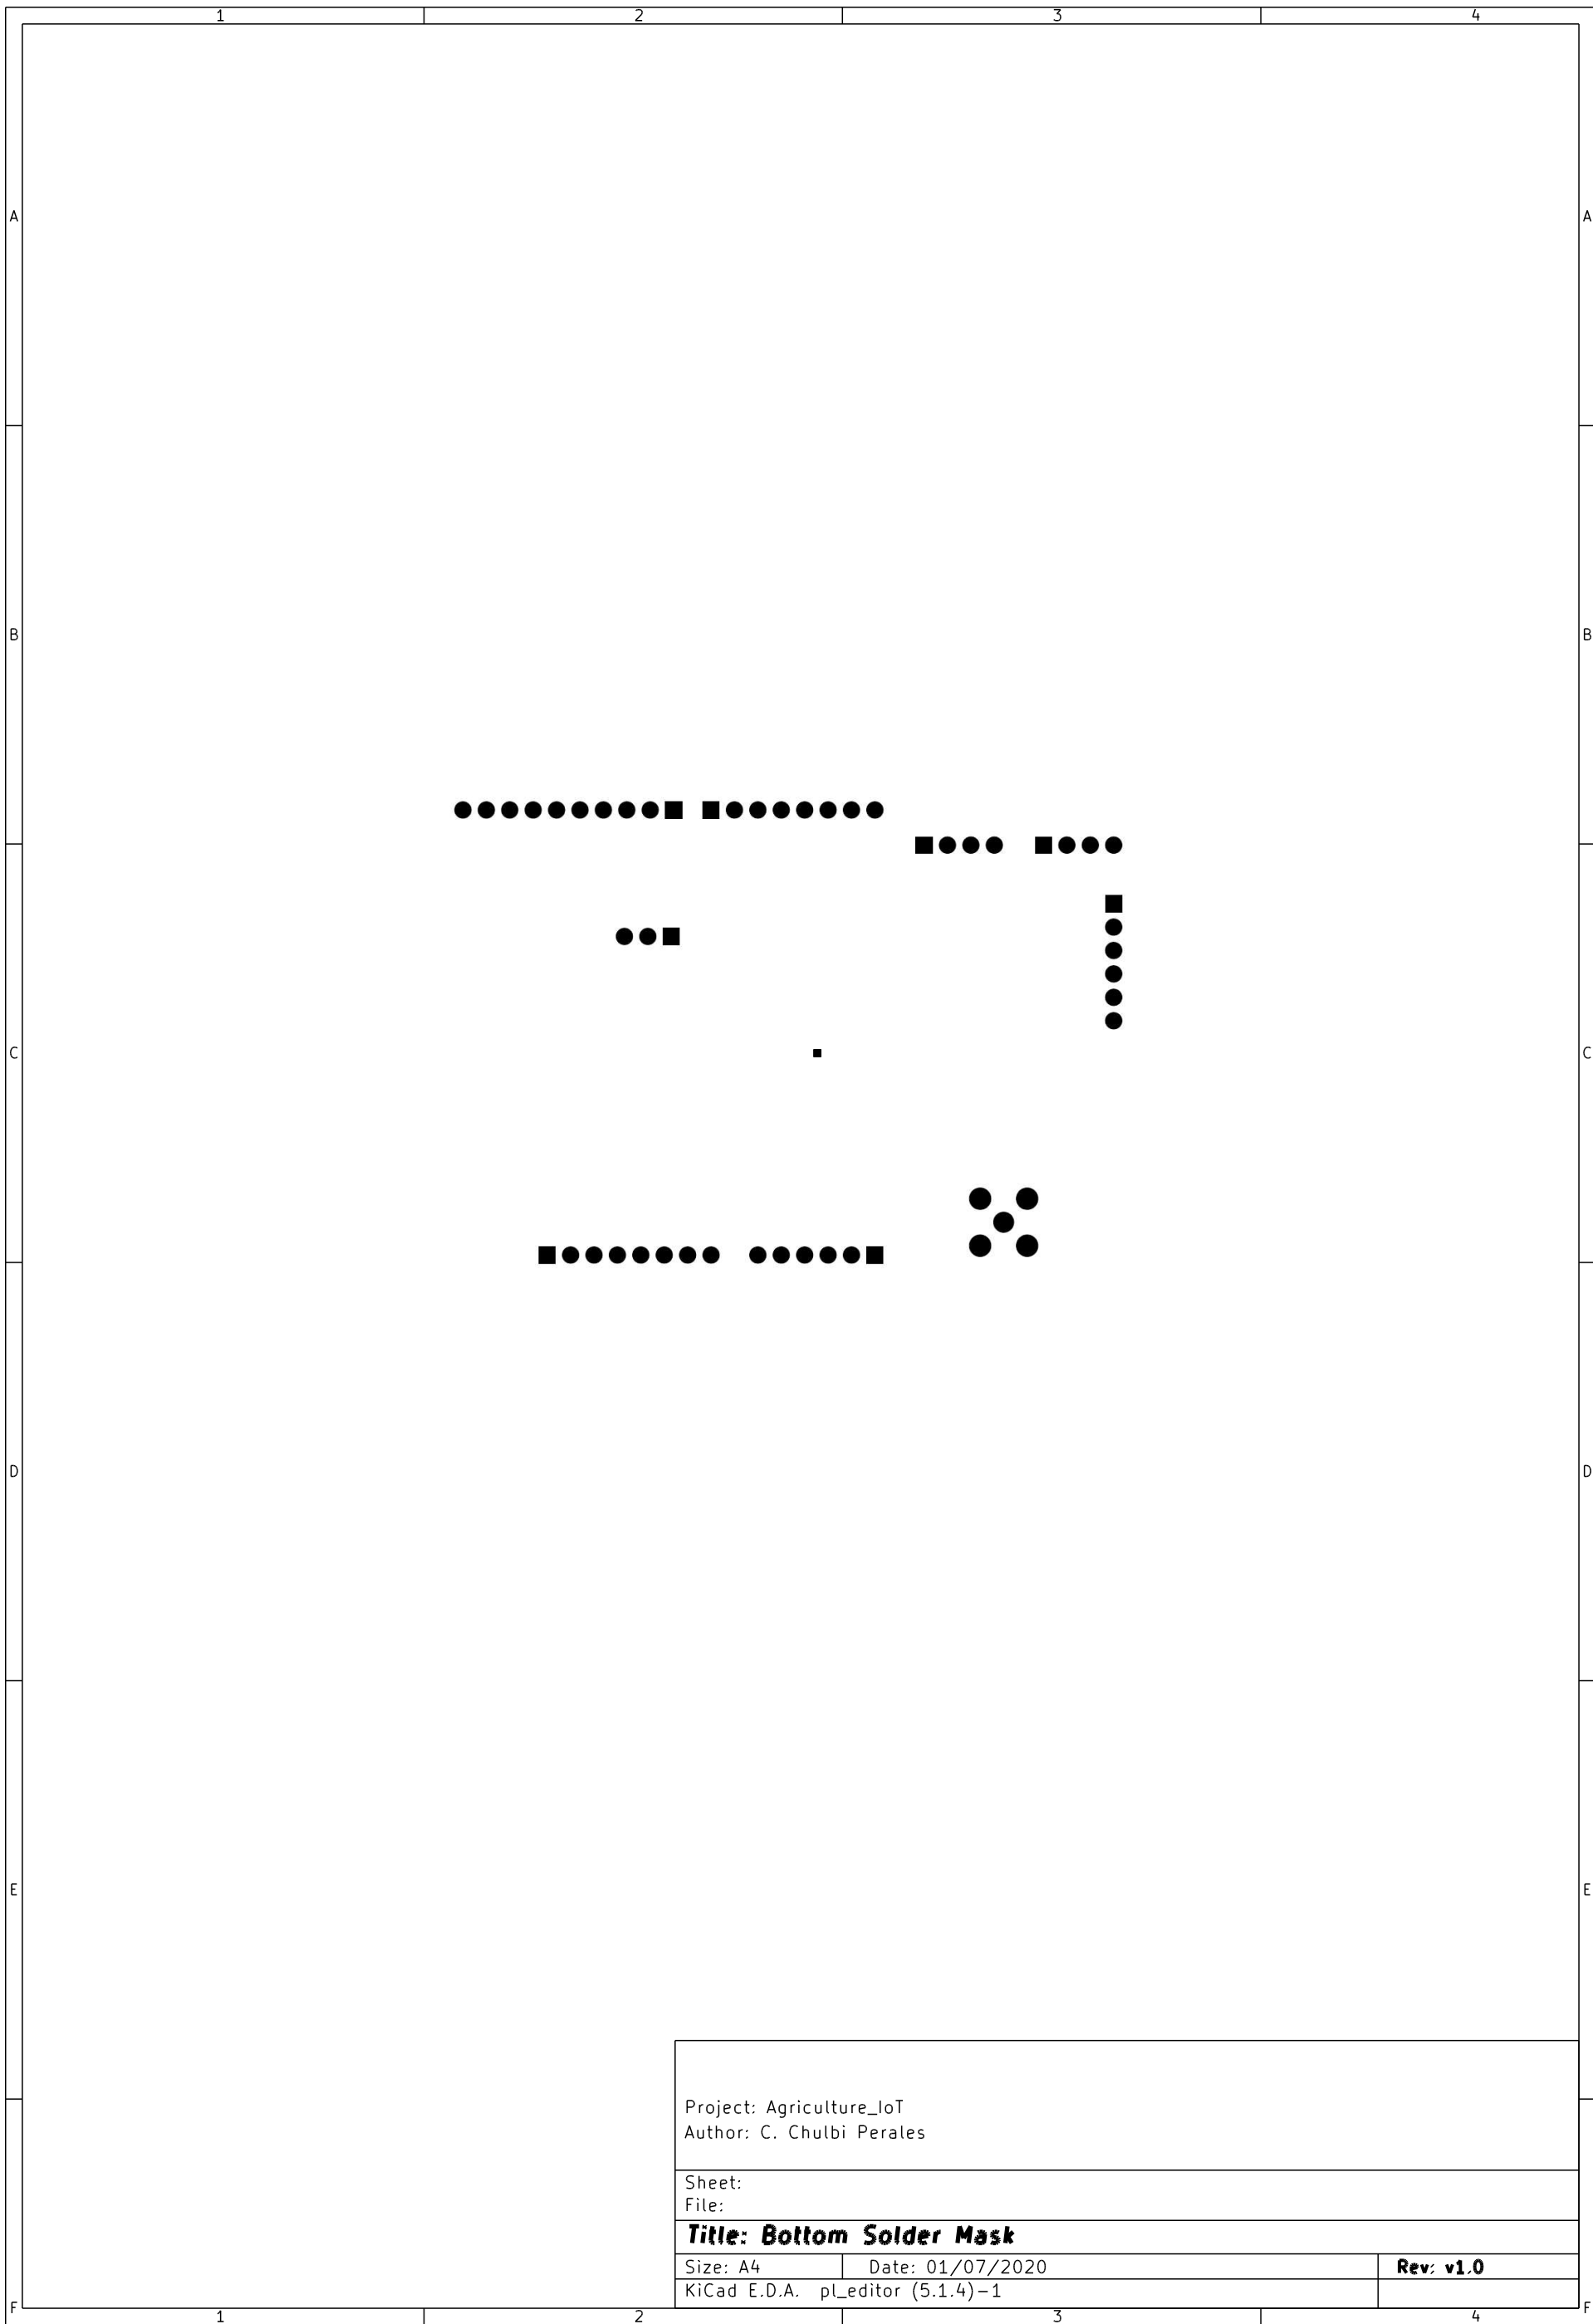 1 2 3 4
A A
B B
C C
D D
E E
Project: Agriculture_IoT
Author: C. Chulbi Perales
Sheet:
File:
Title: Bottom Solder Mask
Size: A4 Date: 01/07/2020 Rev: v1.0
KiCad E.D.A. pl_editor (5.1.4)-1
F F
1 2 3 4